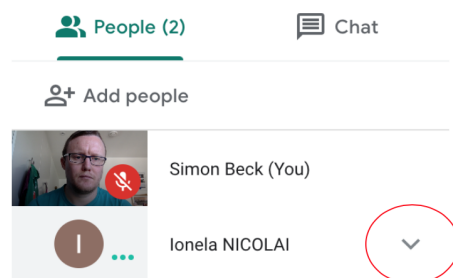 People (2)
Chat
Add people
Simon Beck (You)
I
Ionela NICOLAI